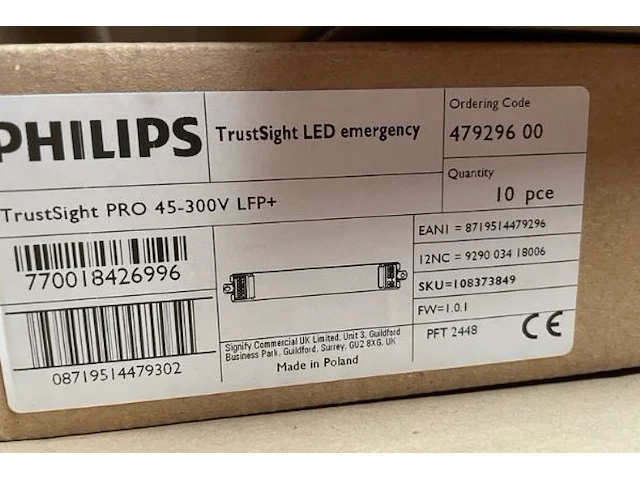 PHILIPS
TrustSight LED emergency
Ordering Code
479296 00
Quantity
10 pce
TrustSight PRO 45-300V LFP+
770018426996
08719514479302
Signify Commercial UK Limited, Unit 3, Guildford
Business Park, Guildford, Surrey, GU2 8XG, UK
Made in Poland
EAN1 = 8719514479296
12NC = 9290 034 18006
SKU=108373849
FW=1.0.1
PFT 2448
CE